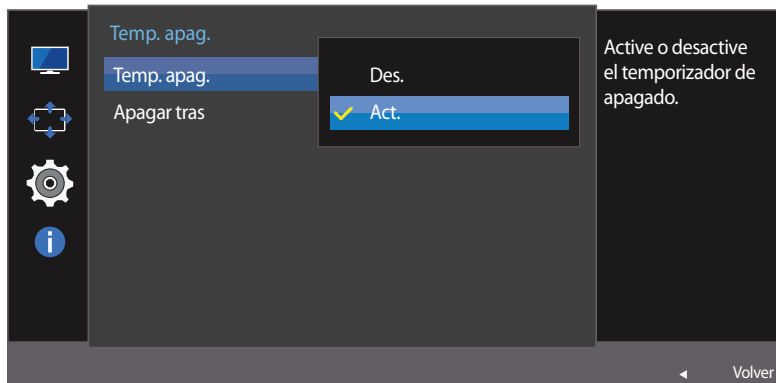 Temp. apag.
Temp. apag.
Des.
Apagar tras
Act.
Active o desactive
el temporizador de
apagado.
Volver